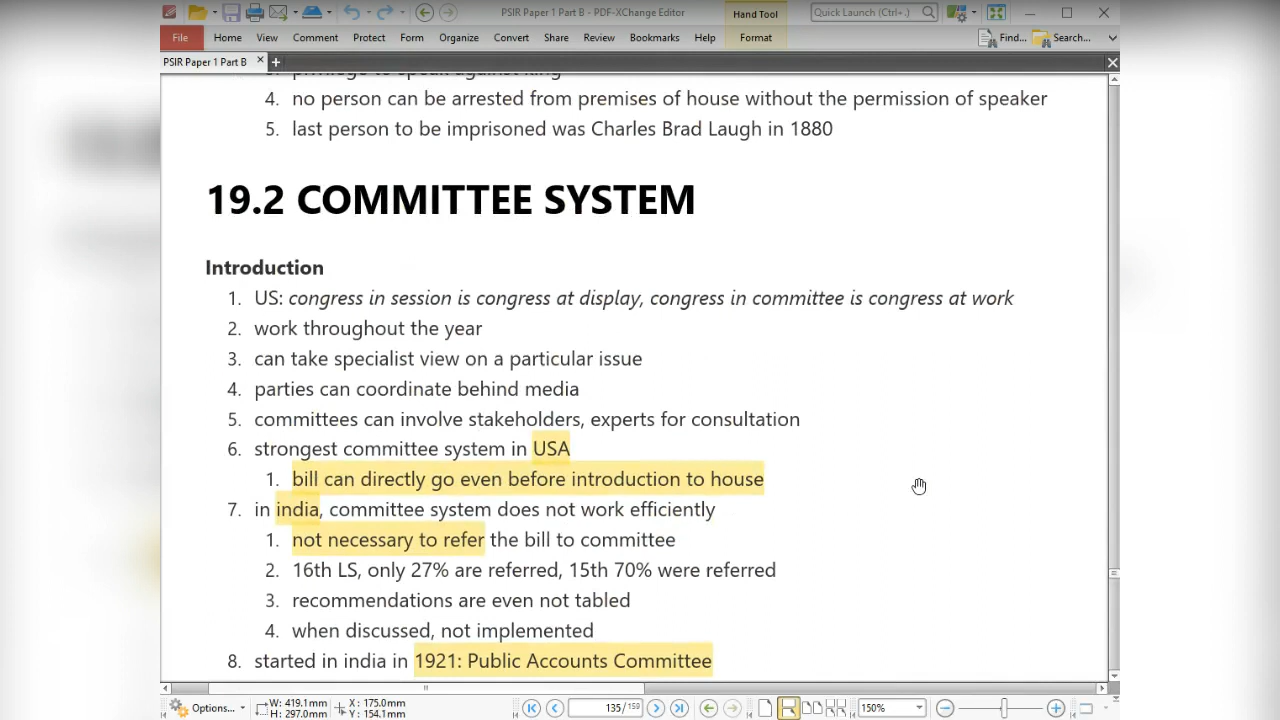 PSIR Paper 1 Part B - PDF-XChange Editor
Hand Tool
Quick Launch (Ctrl+.)
File Home View Comment Protect Form Organize Convert Share Review Bookmarks Help Format Find... Search...
PSIR Paper 1 Part B
3. privilege to speak against king
4. no person can be arrested from premises of house without the permission of speaker
5. last person to be imprisoned was Charles Brad Laugh in 1880
19.2 COMMITTEE SYSTEM
Introduction
1. US: congress in session is congress at display, congress in committee is congress at work
2. work throughout the year
3. can take specialist view on a particular issue
4. parties can coordinate behind media
5. committees can involve stakeholders, experts for consultation
6. strongest committee system in USA
1. bill can directly go even before introduction to house
7. in india, committee system does not work efficiently
1. not necessary to refer the bill to committee
2. 16th LS, only 27% are referred, 15th 70% were referred
3. recommendations are even not tabled
4. when discussed, not implemented
8. started in india in 1921: Public Accounts Committee
Options... W: 419.1mm X: 175.0mm 135/159 150%
H: 297.0mm Y: 154.1mm